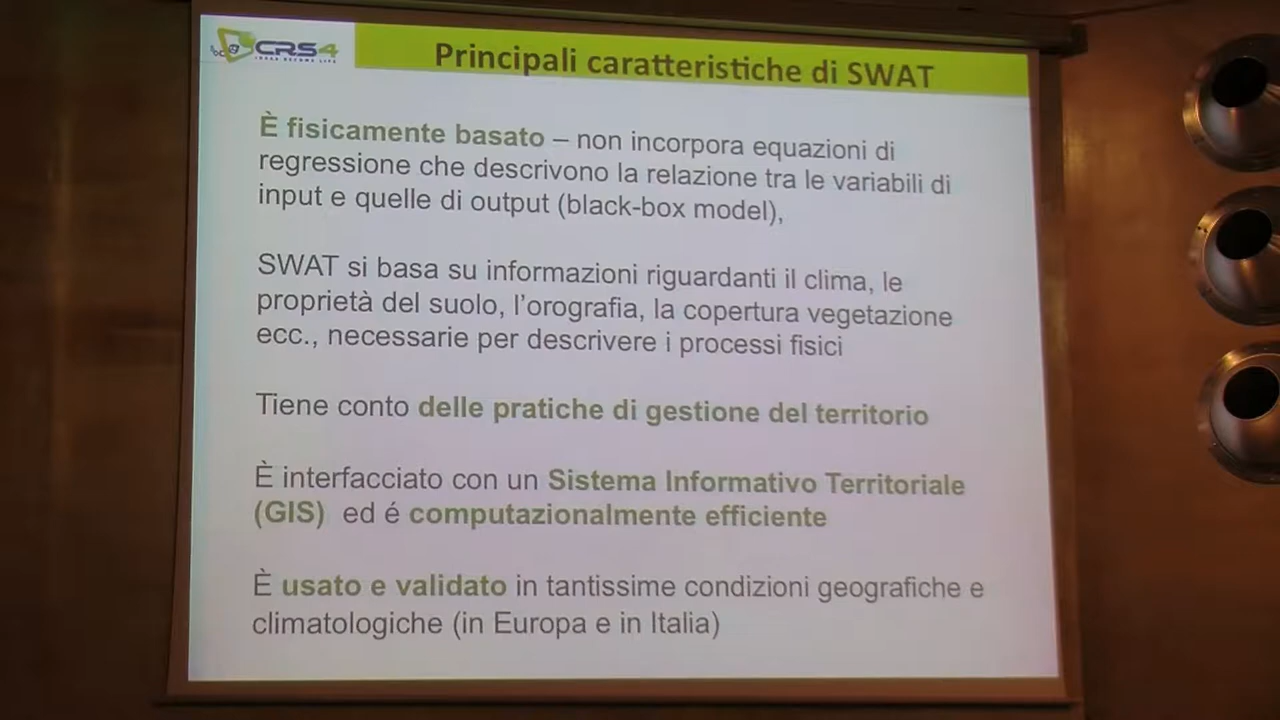 CRS4
Principali caratteristiche di SWAT
È fisicamente basato – non incorpora equazioni di
regressione che descrivono la relazione tra le variabili di
input e quelle di output (black-box model),
SWAT si basa su informazioni riguardanti il clima, le
proprietà del suolo, l'orografia, la copertura vegetazione
ecc., necessarie per descrivere i processi fisici
Tiene conto delle pratiche di gestione del territorio
È interfacciato con un Sistema Informativo Territoriale
(GIS) ed é computazionalmente efficiente
È usato e validato in tantissime condizioni geografiche e
climatologiche (in Europa e in Italia)